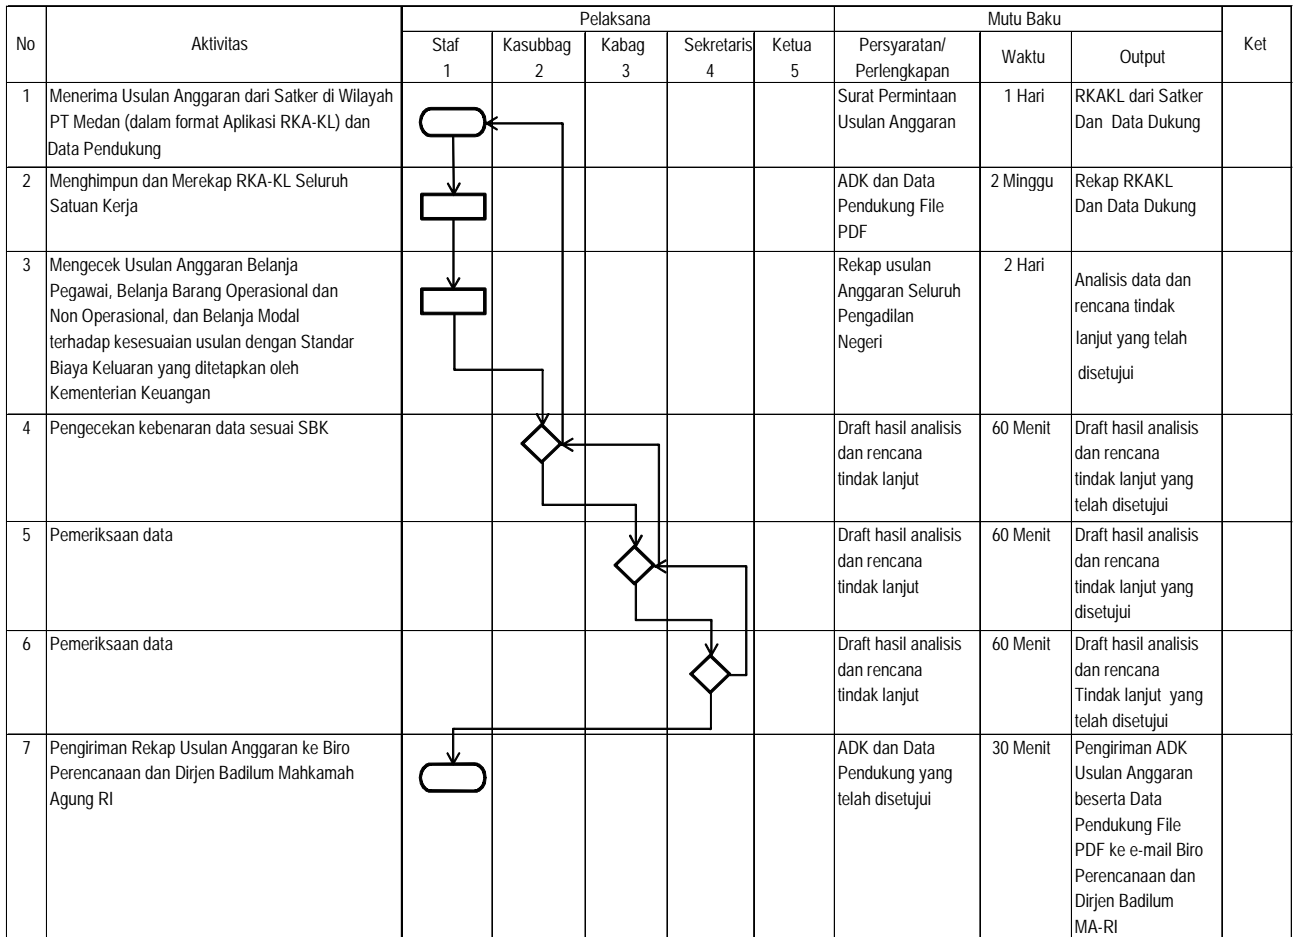 No
Aktivitas
Pelaksana
Mutu Baku
Ket
Staf
1
Kasubbag
2
Kabag
3
Sekretaris
4
Ketua
5
Persyaratan/
Perlengkapan
Waktu
Output
1
Menerima Usulan Anggaran dari Satker di Wilayah
PT Medan (dalam format Aplikasi RKA-KL) dan
Data Pendukung
Surat Permintaan
Usulan Anggaran
1 Hari
RKAKL dari Satker
Dan Data Dukung
2
Menghimpun dan Merekap RKA-KL Seluruh
Satuan Kerja
ADK dan Data
Pendukung File
PDF
2 Minggu
Rekap RKAKL
Dan Data Dukung
3
Mengecek Usulan Anggaran Belanja
Pegawai, Belanja Barang Operasional dan
Non Operasional, dan Belanja Modal
terhadap kesesuaian usulan dengan Standar
Biaya Keluaran yang ditetapkan oleh
Kementerian Keuangan
Rekap usulan
Anggaran Seluruh
Pengadilan
Negeri
2 Hari
Analisis data dan
rencana tindak
lanjut yang telah
disetujui
4
Pengecekan kebenaran data sesuai SBK
Draft hasil analisis
dan rencana
tindak lanjut
60 Menit
Draft hasil analisis
dan rencana
tindak lanjut yang
telah disetujui
5
Pemeriksaan data
Draft hasil analisis
dan rencana
tindak lanjut
60 Menit
Draft hasil analisis
dan rencana
tindak lanjut yang
disetujui
6
Pemeriksaan data
Draft hasil analisis
dan rencana
tindak lanjut
60 Menit
Draft hasil analisis
dan rencana
Tindak lanjut yang
telah disetujui
7
Pengiriman Rekap Usulan Anggaran ke Biro
Perencanaan dan Dirjen Badilum Mahkamah
Agung RI
ADK dan Data
Pendukung yang
telah disetujui
30 Menit
Pengiriman ADK
Usulan Anggaran
beserta Data
Pendukung File
PDF ke e-mail Biro
Perencanaan dan
Dirjen Badilum
MA-RI